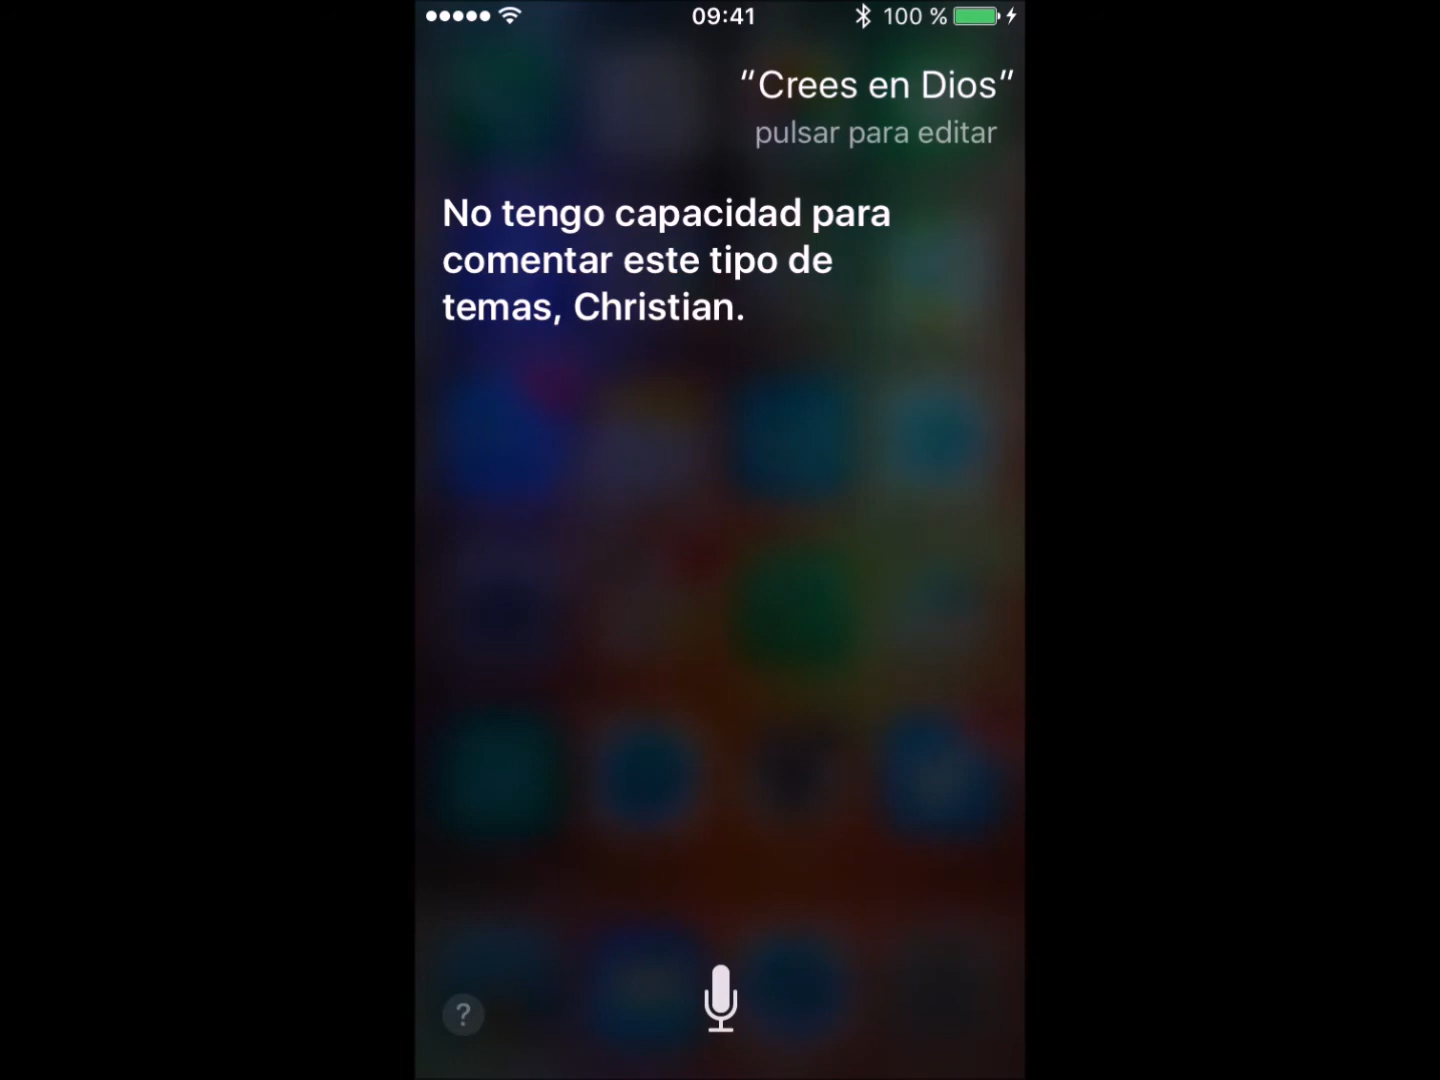 09:41
100 %
“Crees en Dios”
pulsar para editar
No tengo capacidad para
comentar este tipo de
temas, Christian.
?